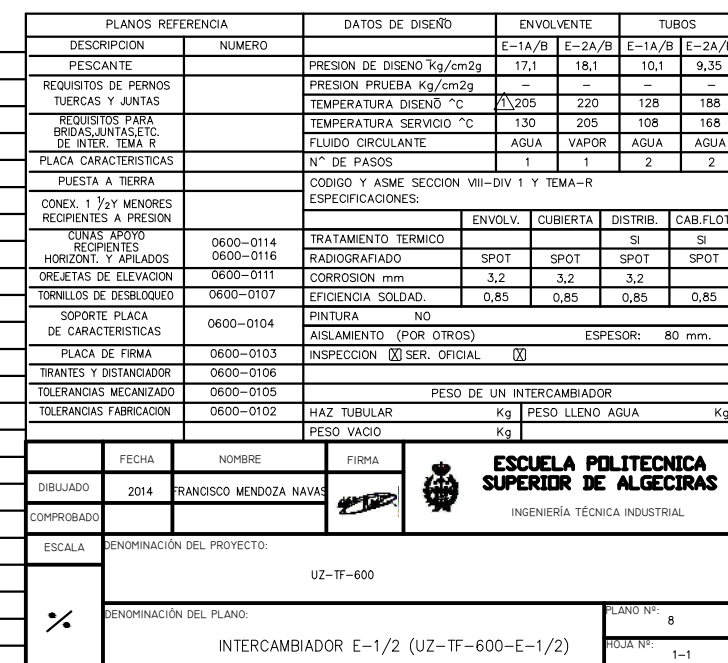 PLANOS REFERENCIA
DESCRIPCION NUMERO
PESCANTE
REQUISITOS DE PERNOS
TUERCAS Y JUNTAS
REQUISITOS PARA
BRIDAS,JUNTAS,ETC.
DE INTER. TEMA R
PLACA CARACTERISTICAS
PUESTA A TIERRA
CONEX. 1 1/2Y MENORES
RECIPIENTES A PRESION
CUNAS APOYO
RECIPIENTES
HORIZONT. Y APILADOS
0600-0114
0600-0116
OREJETAS DE ELEVACION 0600-0111
TORNILLOS DE DESBLOQUEO 0600-0107
SOPORTE PLACA
DE CARACTERISTICAS
0600-0104
PLACA DE FIRMA 0600-0103
TIRANTES Y DISTANCIADOR 0600-0106
TOLERANCIAS MECANIZADO 0600-0105
TOLERANCIAS FABRICACION 0600-0102
DATOS DE DISEÑO ENVOLVENTE TUBOS
E-1A/B E-2A/B E-1A/B E-2A/B
PRESION DE DISENO Kg/cm2g 17,1 18,1 10,1 9,35
PRESION PRUEBA Kg/cm2g - - - -
TEMPERATURA DISENO ^C 1 205 220 128 188
TEMPERATURA SERVICIO ^C 130 205 108 168
FLUIDO CIRCULANTE AGUA VAPOR AGUA AGUA
N^ DE PASOS 1 1 2 2
CODIGO Y ASME SECCION VIII-DIV 1 Y TEMA-R
ESPECIFICACIONES:
ENVOLV. CUBIERTA DISTRIB. CAB.FLOT
TRATAMIENTO TERMICO SI SI
RADIOGRAFIADO SPOT SPOT SPOT SPOT
CORROSION mm 3,2 3,2 3,2
EFICIENCIA SOLDAD. 0,85 0,85 0,85 0,85
PINTURA NO
AISLAMIENTO (POR OTROS) ESPESOR: 80 mm.
INSPECCION X SER. OFICIAL X
PESO DE UN INTERCAMBIADOR
HAZ TUBULAR Kg PESO LLENO AGUA Kg
PESO VACIO Kg
FECHA NOMBRE FIRMA
DIBUJADO 2014 FRANCISCO MENDOZA NAVAS
COMPROBADO
ESCUELA POLITECNICA
SUPERIOR DE ALGECIRAS
INGENIERÍA TÉCNICA INDUSTRIAL
ESCALA
%
DENOMINACIÓN DEL PROYECTO:
UZ-TF-600
DENOMINACIÓN DEL PLANO:
INTERCAMBIADOR E-1/2 (UZ-TF-600-E-1/2)
PLANO Nº:
8
HOJA Nº:
1-1